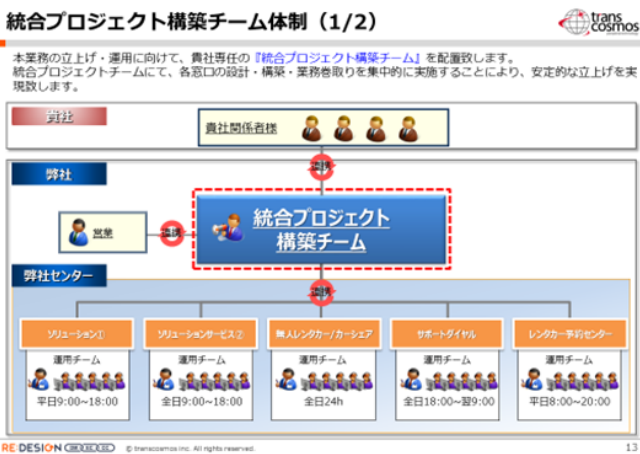 統合プロジェクト構築チーム体制（1/2）
trans
cosmos
本業務の立上げ・運用に向けて、貴社専任の『統合プロジェクト構築チーム』を配置致します。
統合プロジェクトチームにて、各窓口の設計・構築・業務巻取りを集中的に実施することにより、安定的な立上げを実
現致します。
貴社
貴社関係者様
連携
弊社
営業
連携
統合プロジェクト
構築チーム
弊社センター
連携
ソリューション①
ソリューションサービス②
無人レンタカー/カーシェア
サポートダイヤル
レンタカー予約センター
運用チーム
運用チーム
運用チーム
運用チーム
運用チーム
平日9:00~18:00
全日9:00~18:00
全日24h
全日18:00~翌9:00
平日8:00~20:00
RE-DESIGN
© transcosmos inc. All rights reserved.
13